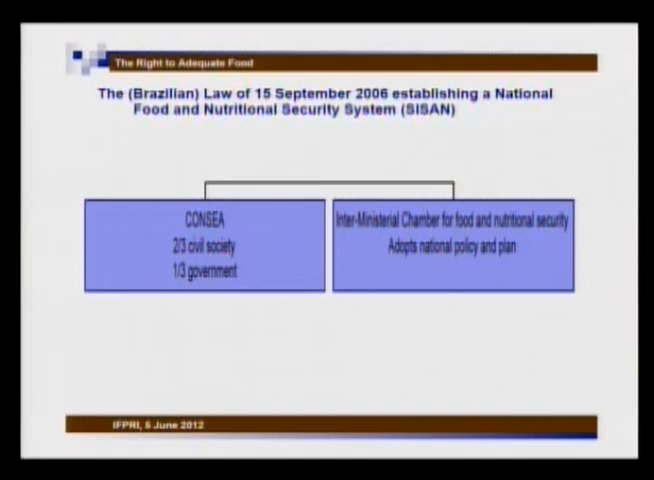 The Right to Adequate Food
The (Brazilian) Law of 15 September 2006 establishing a National
Food and Nutritional Security System (SISAN)
CONSEA
2/3 civil society
1/3 government
Inter-Ministerial Chamber for food and nutritional security
Adopts national policy and plan
IFPRI, 5 June 2012